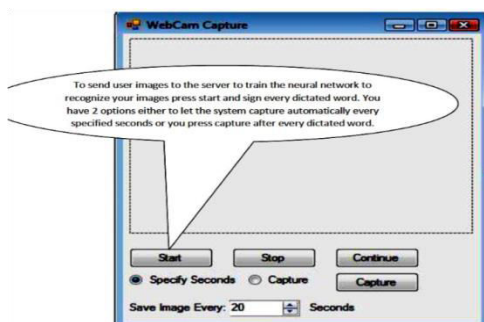 WebCam Capture
To send user images to the server to train the neural network to
recognize your images press start and sign every dictated word. You
have 2 options either to let the system capture automatically every
specified seconds or you press capture after every dictated word.
Start Stop Continue
Specify Seconds Capture Capture
Save Image Every: 20 Seconds